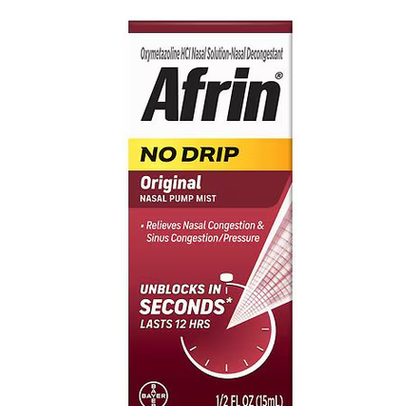 Oxymetazoline HCl Nasal Solution-Nasal Decongestant
Afrin®
NO DRIP
Original
NASAL PUMP MIST
• Relieves Nasal Congestion &
Sinus Congestion/Pressure
UNBLOCKS IN
SECONDS*
LASTS 12 HRS
BAYER
BAYER
1/2 FL OZ (15mL)